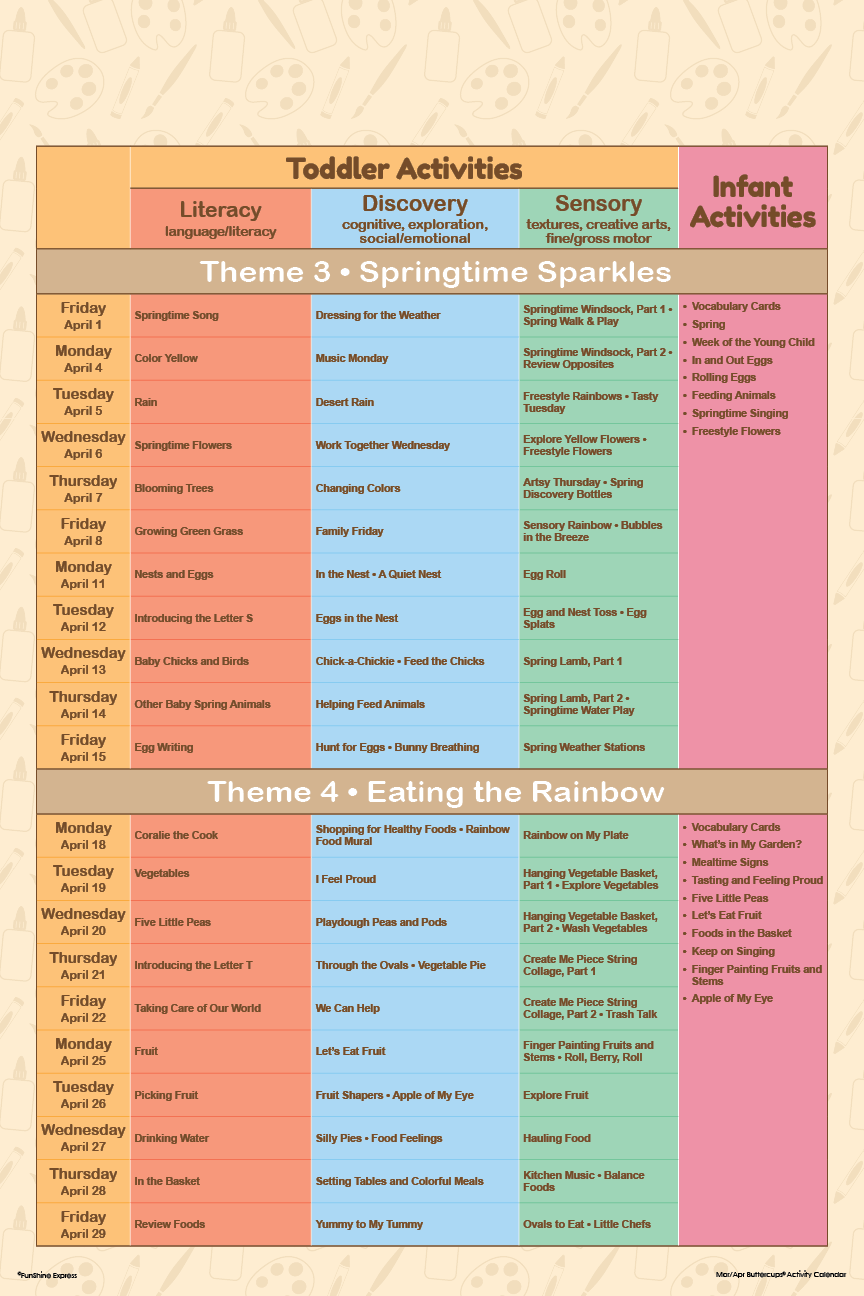 Toddler Activities
Infant
Activities
Literacy
language/literacy
Discovery
cognitive, exploration,
social/emotional
Sensory
textures, creative arts,
fine/gross motor
Theme 3 • Springtime Sparkles
Friday
April 1
Springtime Song
Dressing for the Weather
Springtime Windsock, Part 1 •
Spring Walk & Play
Monday
April 4
Color Yellow
Music Monday
Springtime Windsock, Part 2 •
Review Opposites
Tuesday
April 5
Rain
Desert Rain
Freestyle Rainbows • Tasty
Tuesday
Wednesday
April 6
Springtime Flowers
Work Together Wednesday
Explore Yellow Flowers •
Freestyle Flowers
Thursday
April 7
Blooming Trees
Changing Colors
Artsy Thursday • Spring
Discovery Bottles
Friday
April 8
Growing Green Grass
Family Friday
Sensory Rainbow • Bubbles
in the Breeze
Monday
April 11
Nests and Eggs
In the Nest • A Quiet Nest
Egg Roll
Tuesday
April 12
Introducing the Letter S
Eggs in the Nest
Egg and Nest Toss • Egg
Splats
Wednesday
April 13
Baby Chicks and Birds
Chick-a-Chickie • Feed the Chicks
Spring Lamb, Part 1
Thursday
April 14
Other Baby Spring Animals
Helping Feed Animals
Spring Lamb, Part 2 •
Springtime Water Play
Friday
April 15
Egg Writing
Hunt for Eggs • Bunny Breathing
Spring Weather Stations
• Vocabulary Cards
• Spring
• Week of the Young Child
• In and Out Eggs
• Rolling Eggs
• Feeding Animals
• Springtime Singing
• Freestyle Flowers
Theme 4 • Eating the Rainbow
Monday
April 18
Coralie the Cook
Shopping for Healthy Foods • Rainbow
Food Mural
Rainbow on My Plate
Tuesday
April 19
Vegetables
I Feel Proud
Hanging Vegetable Basket,
Part 1 • Explore Vegetables
Wednesday
April 20
Five Little Peas
Playdough Peas and Pods
Hanging Vegetable Basket,
Part 2 • Wash Vegetables
Thursday
April 21
Introducing the Letter T
Through the Ovals • Vegetable Pie
Create Me Piece String
Collage, Part 1
Friday
April 22
Taking Care of Our World
We Can Help
Create Me Piece String
Collage, Part 2 • Trash Talk
Monday
April 25
Fruit
Let's Eat Fruit
Finger Painting Fruits and
Stems • Roll, Berry, Roll
Tuesday
April 26
Picking Fruit
Fruit Shapers • Apple of My Eye
Explore Fruit
Wednesday
April 27
Drinking Water
Silly Pies • Food Feelings
Hauling Food
Thursday
April 28
In the Basket
Setting Tables and Colorful Meals
Kitchen Music • Balance
Foods
Friday
April 29
Review Foods
Yummy to My Tummy
Ovals to Eat • Little Chefs
• Vocabulary Cards
• What's in My Garden?
• Mealtime Signs
• Tasting and Feeling Proud
• Five Little Peas
• Let's Eat Fruit
• Foods in the Basket
• Keep on Singing
• Finger Painting Fruits and
Stems
• Apple of My Eye
©FunShine Express
Mar/Apr Buttercups® Activity Calendar